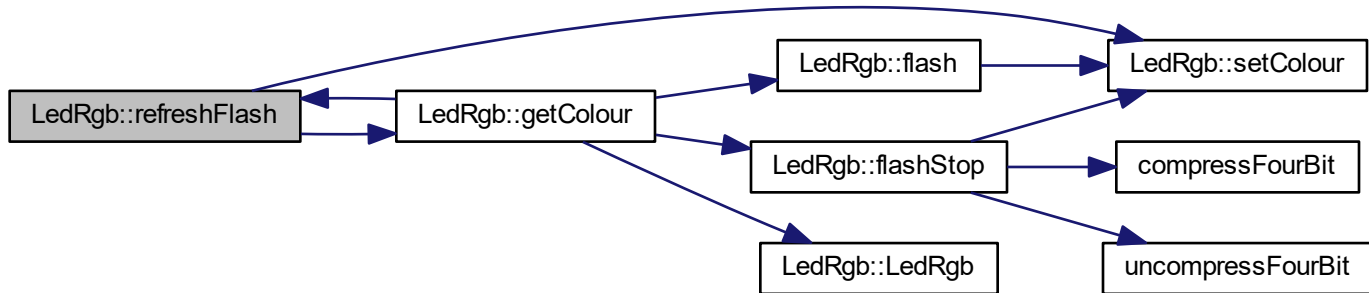 LedRgb::refreshFlash
LedRgb::getColour
LedRgb::flash
LedRgb::flashStop
LedRgb::LedRgb
LedRgb::setColour
compressFourBit
uncompressFourBit